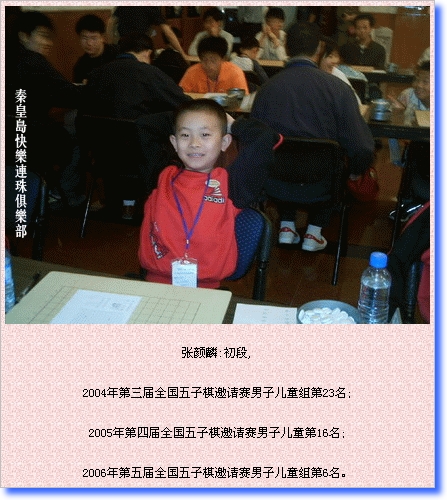 秦皇島快樂連珠俱樂部
张颜麟:初段,
2004年第三届全国五子棋邀请赛男子儿童组第23名;
2005年第四届全国五子棋邀请赛男子儿童第16名;
2006年第五届全国五子棋邀请赛男子儿童组第6名。